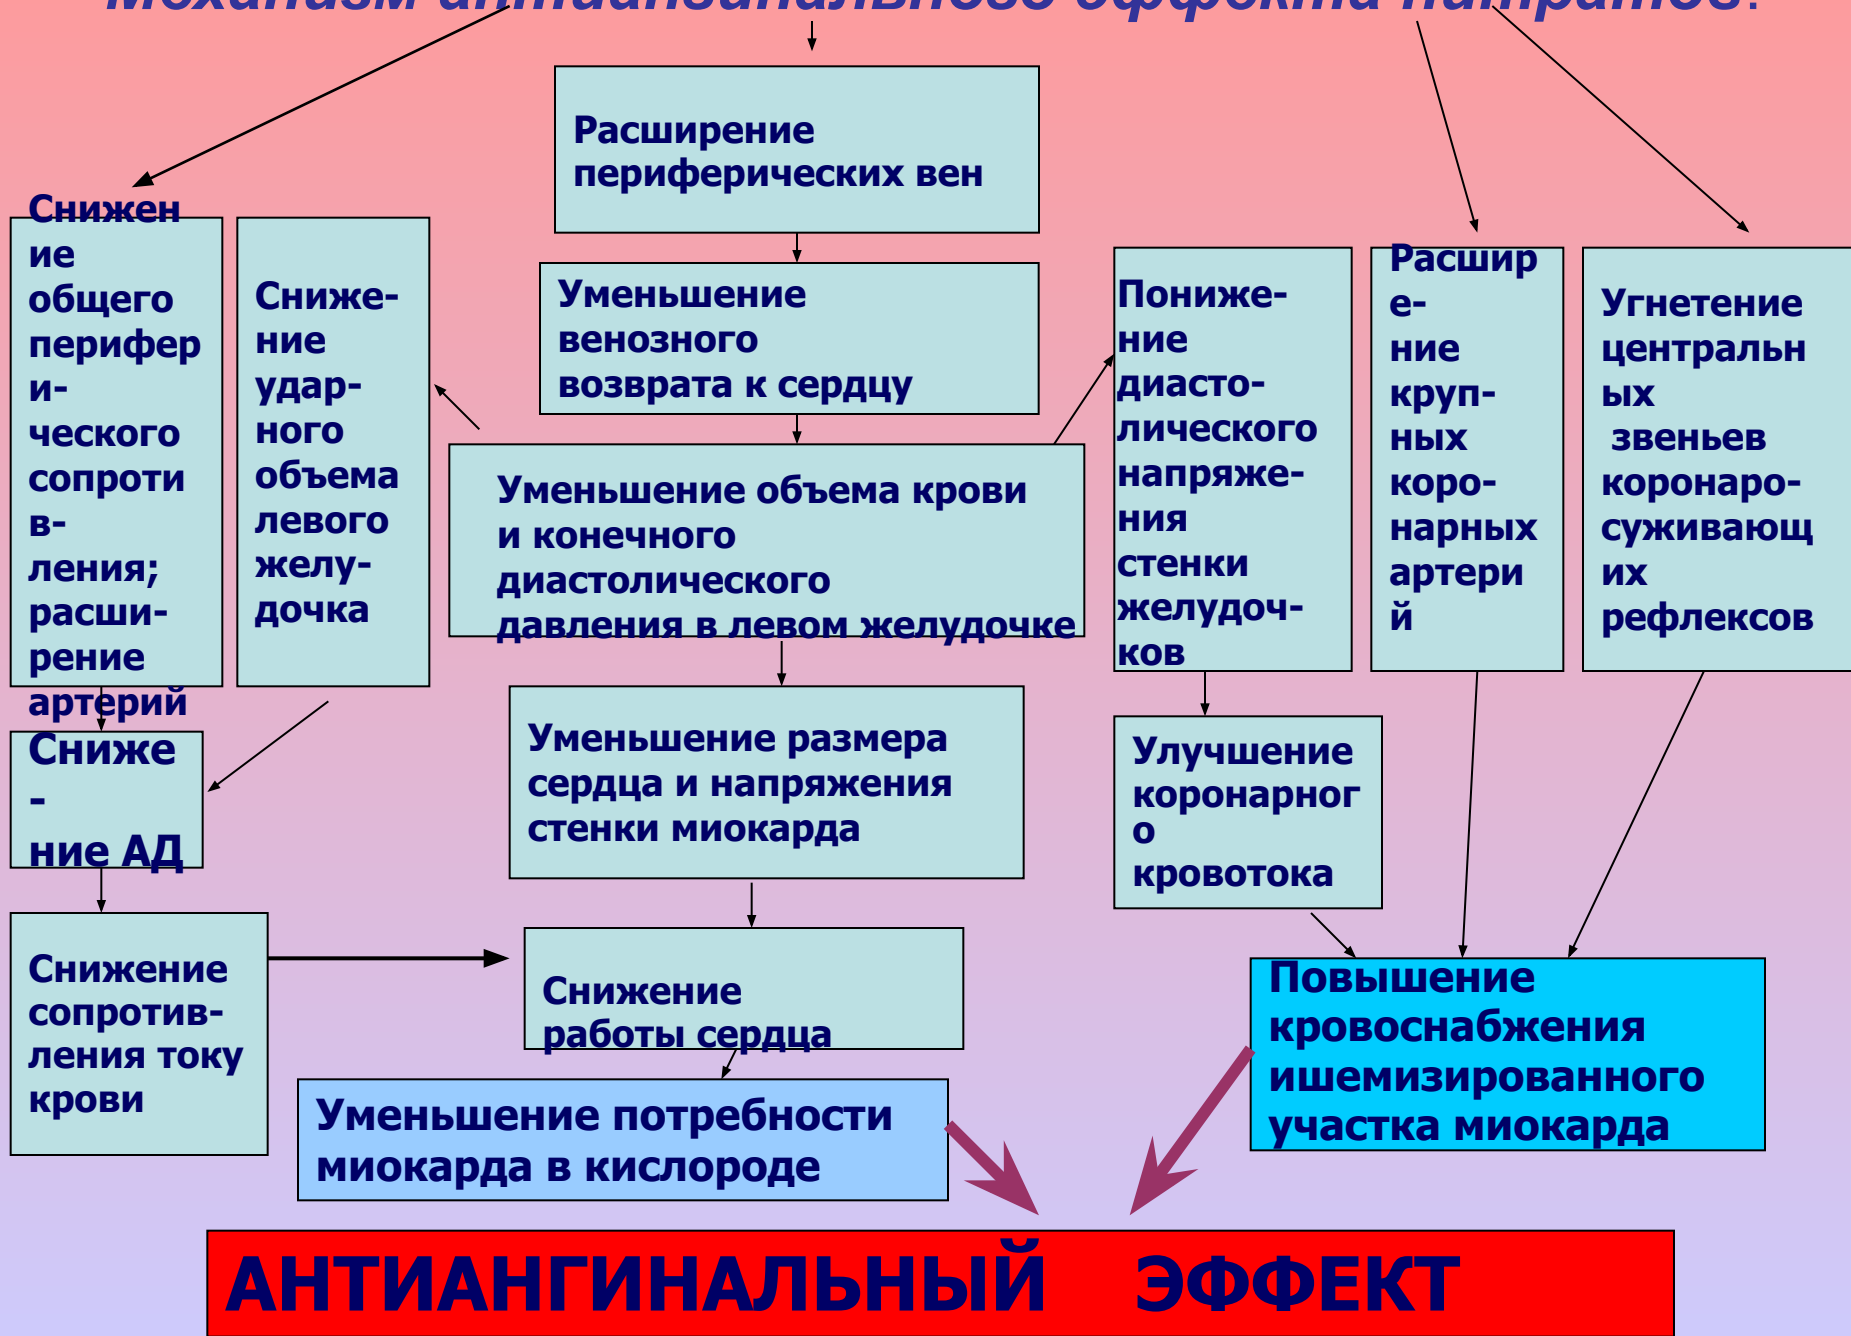 Механизм антиангинального эффекта нитратов.
Расширение
периферических вен
Снижен
ие
общего
перифер
и-
ческого
сопроти
в-
ления;
расши-
рение
артерий
Сниже-
ние
удар-
ного
объема
левого
желу-
дочка
Уменьшение
венозного
возврата к сердцу
Пониже-
ние
диасто-
лического
напряже-
ния
стенки
желудоч-
ков
Расшир
е-
ние
круп-
ных
коро-
нарных
артери
й
Угнетение
центральн
ых
звеньев
коронаро-
суживающ
их
рефлексов
Уменьшение объема крови
и конечного
диастолического
давления в левом желудочке
Сниже
-
ние АД
Уменьшение размера
сердца и напряжения
стенки миокарда
Улучшение
коронарног
о
кровотока
Снижение
сопротив-
ления току
крови
Снижение
работы сердца
Повышение
кровоснабжения
ишемизированного
участка миокарда
Уменьшение потребности
миокарда в кислороде
АНТИАНГИНАЛЬНЫЙ ЭФФЕКТ